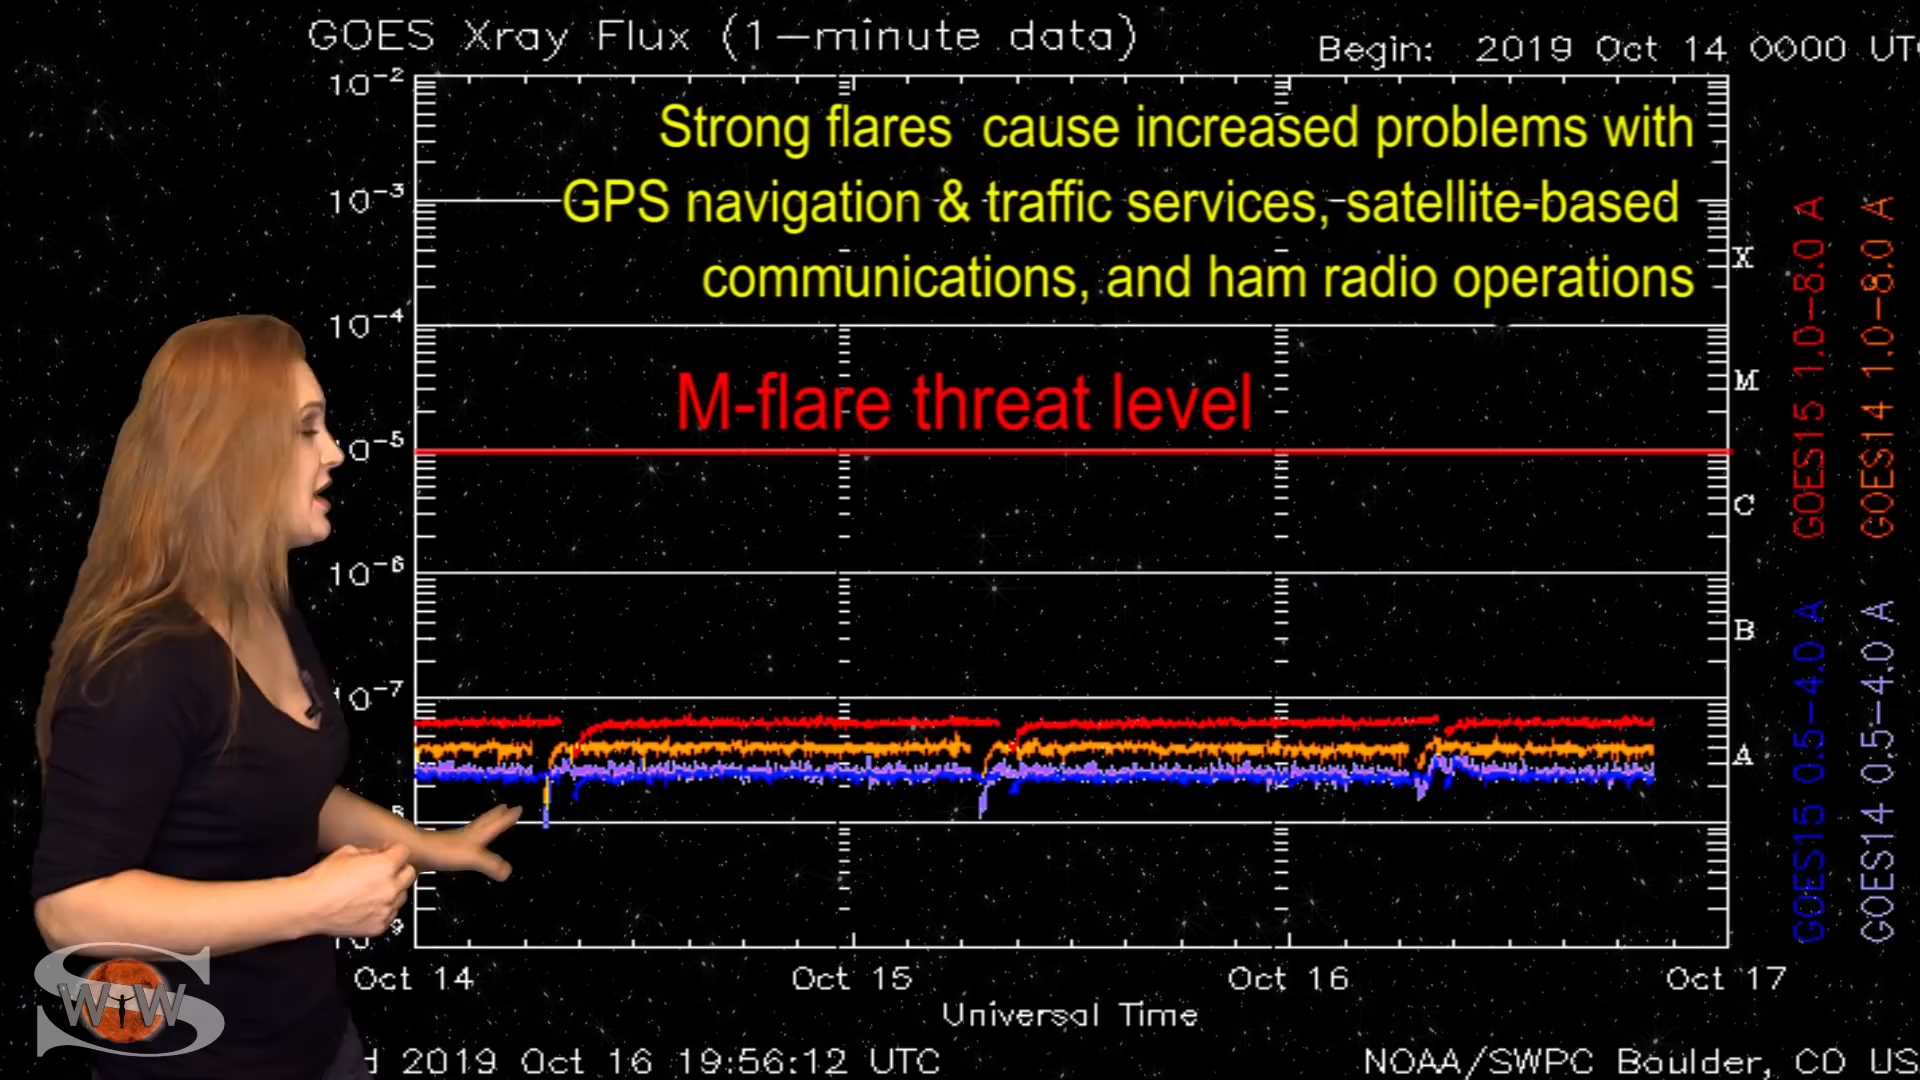 GOES Xray Flux (1-minute data)
Begin: 2019 Oct 14 0000 UTC
10-2
Strong flares cause increased problems with
10-3
GPS navigation & traffic services, satellite-based
X
communications, and ham radio operations
10-4
M
M-flare threat level
C
10-6
B
A
GOES15 1.0-8.0 A
GOES14 1.0-8.0 A
GOES15 0.5-4.0 A
GOES14 0.5-4.0 A
Oct 14
Oct 15
Oct 16
Oct 17
Universal Time
2019 Oct 16 19:56:12 UTC
NOAA/SWPC Boulder, CO US
S
WTW